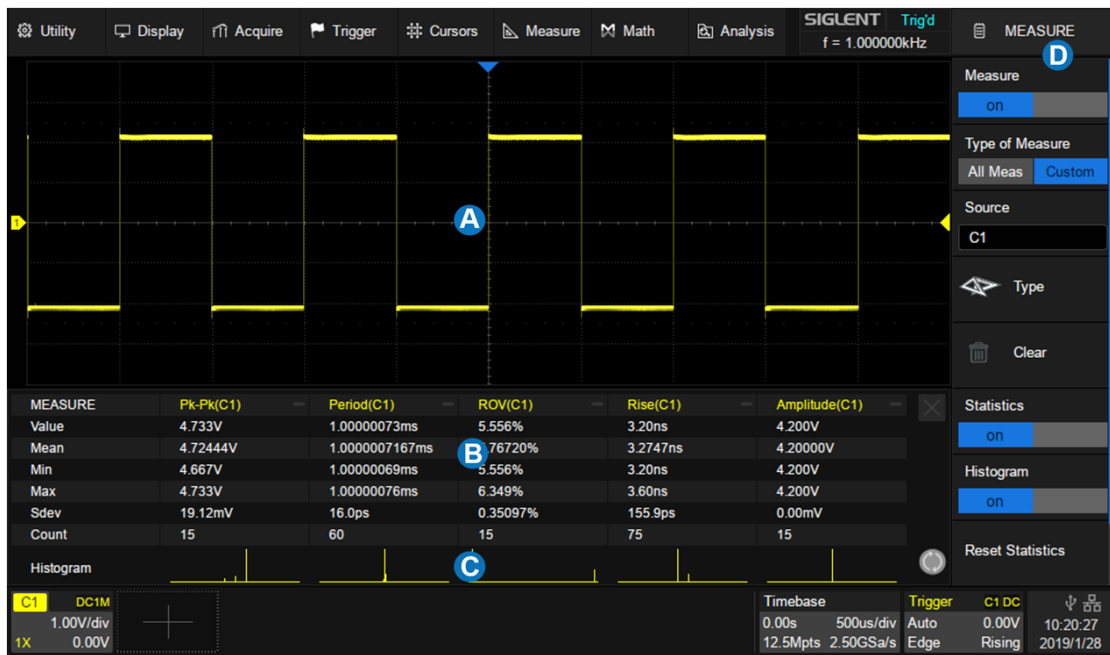 Utility Display Acquire Trigger Cursors Measure Math Analysis SIGLENT Trig'd
f = 1.000000kHz
MEASURE
D
Measure
on
Type of Measure
All Meas Custom
Source
C1
Type
Clear
Statistics
on
Histogram
on
Reset Statistics
1
A
MEASURE Pk-Pk(C1) Period(C1) ROV(C1) Rise(C1) Amplitude(C1)
Value 4.733V 1.00000073ms 5.556% 3.20ns 4.200V
Mean 4.72444V 1.0000007167ms B .76720% 3.2747ns 4.20000V
Min 4.667V 1.00000069ms 5.556% 3.20ns 4.200V
Max 4.733V 1.00000076ms 6.349% 3.60ns 4.200V
Sdev 19.12mV 16.0ps 0.35097% 155.9ps 0.00mV
Count 15 60 15 75 15
Histogram C
C1 DC1M
1.00V/div
1X 0.00V
Timebase
0.00s 500us/div
12.5Mpts 2.50GSa/s
Trigger C1 DC
Auto 0.00V
Edge Rising
10:20:27
2019/1/28